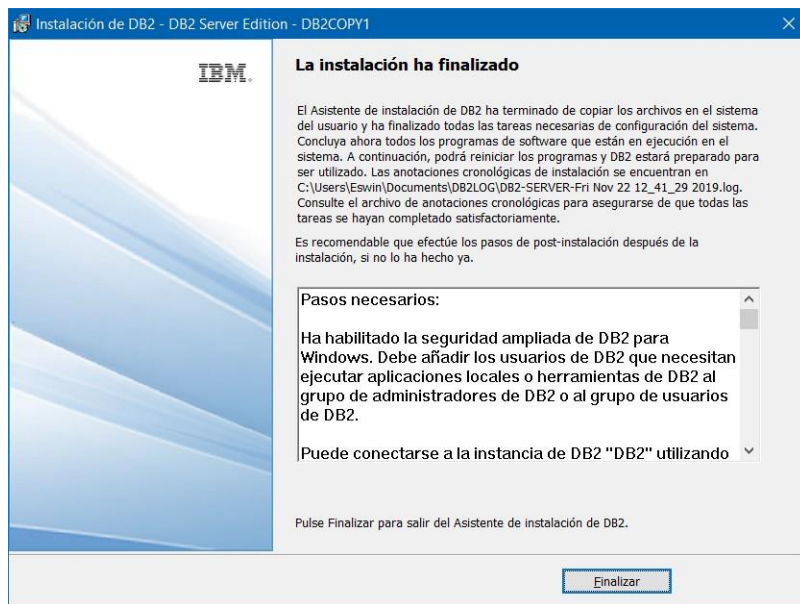 Instalación de DB2 - DB2 Server Edition - DB2COPY1
IBM.
La instalación ha finalizado
El Asistente de instalación de DB2 ha terminado de copiar los archivos en el sistema
del usuario y ha finalizado todas las tareas necesarias de configuración del sistema.
Concluya ahora todos los programas de software que están en ejecución en el
sistema. A continuación, podrá reiniciar los programas y DB2 estará preparado para
ser utilizado. Las anotaciones cronológicas de instalación se encuentran en
C:\Users\Eswin\Documents\DB2LOG\DB2-SERVER-Fri Nov 22 12_41_29 2019.log.
Consulte el archivo de anotaciones cronológicas para asegurarse de que todas las
tareas se hayan completado satisfactoriamente.
Es recomendable que efectúe los pasos de post-instalación después de la
instalación, si no lo ha hecho ya.
Pasos necesarios:
Ha habilitado la seguridad ampliada de DB2 para
Windows. Debe añadir los usuarios de DB2 que necesitan
ejecutar aplicaciones locales o herramientas de DB2 al
grupo de administradores de DB2 o al grupo de usuarios
de DB2.
Puede conectarse a la instancia de DB2 "DB2" utilizando
Pulse Finalizar para salir del Asistente de instalación de DB2.
Finalizar